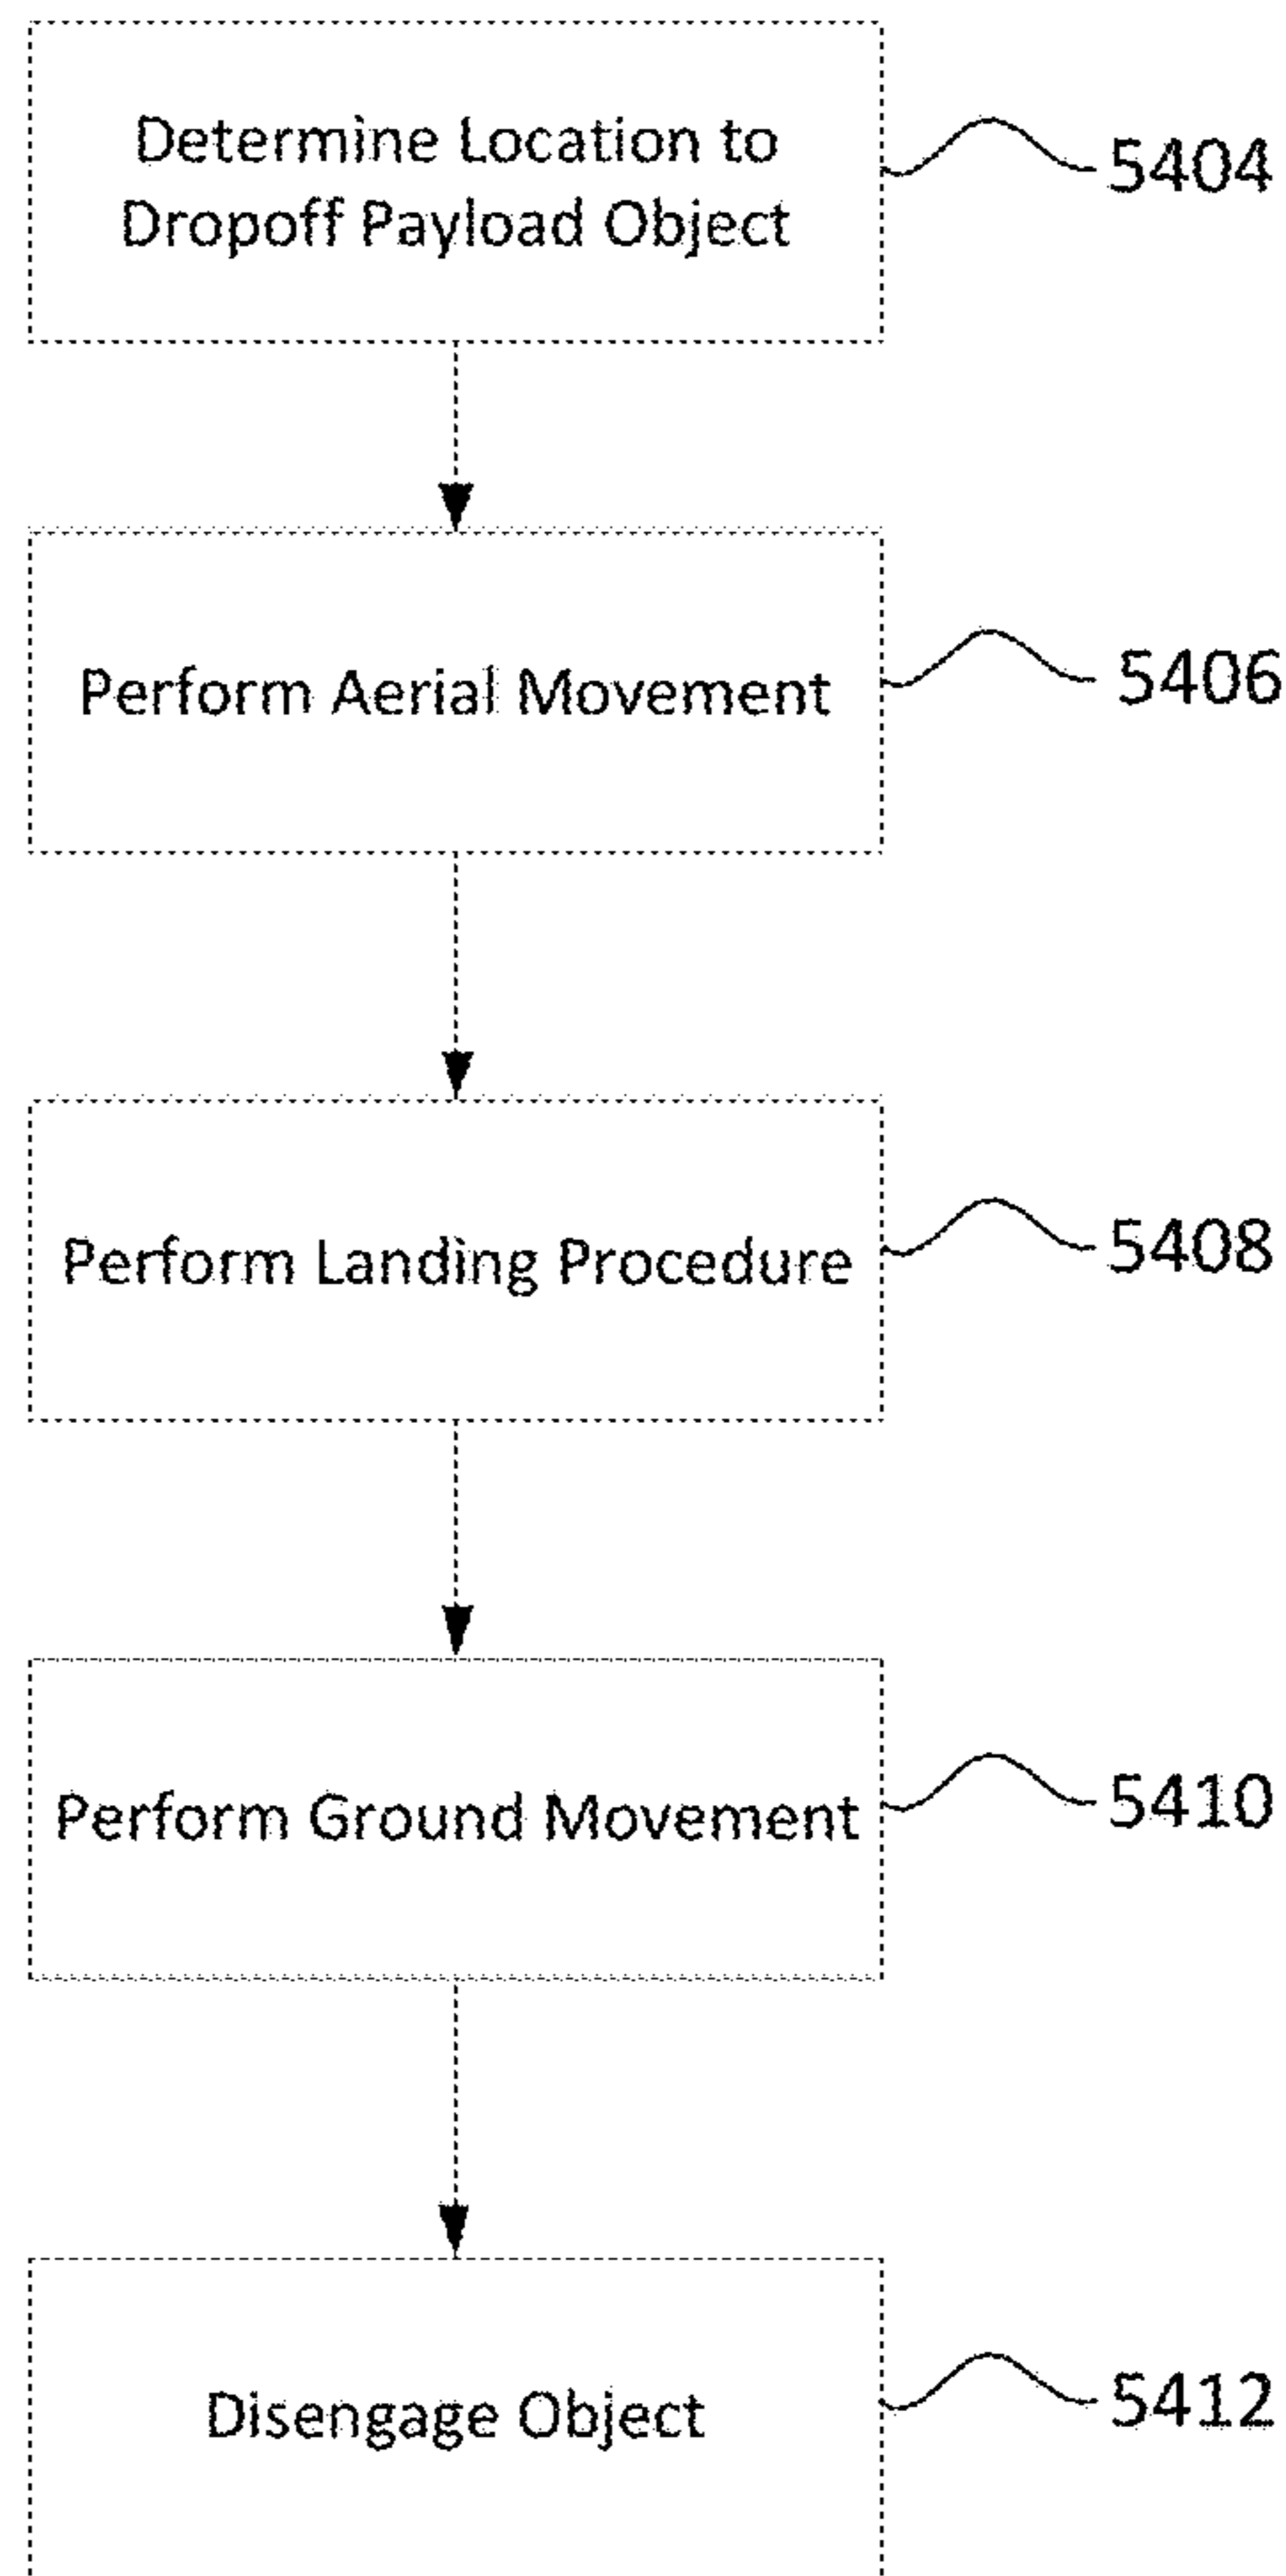 Determine Location to
Dropoff Payload Object
5404
Perform Aerial Movement
5406
Perform Landing Procedure
5408
Perform Ground Movement
5410
Disengage Object
5412